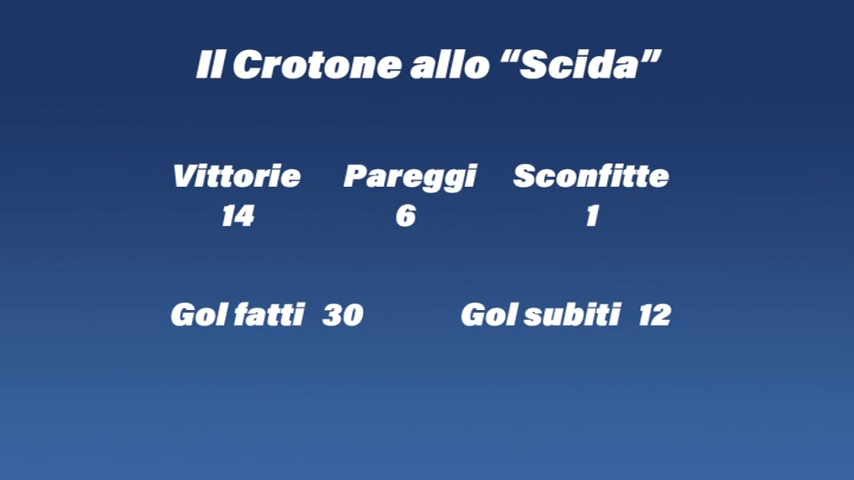 Il Crotone allo “Scida”
Vittorie Pareggi Sconfitte
14 6 1
Gol fatti 30 Gol subiti 12